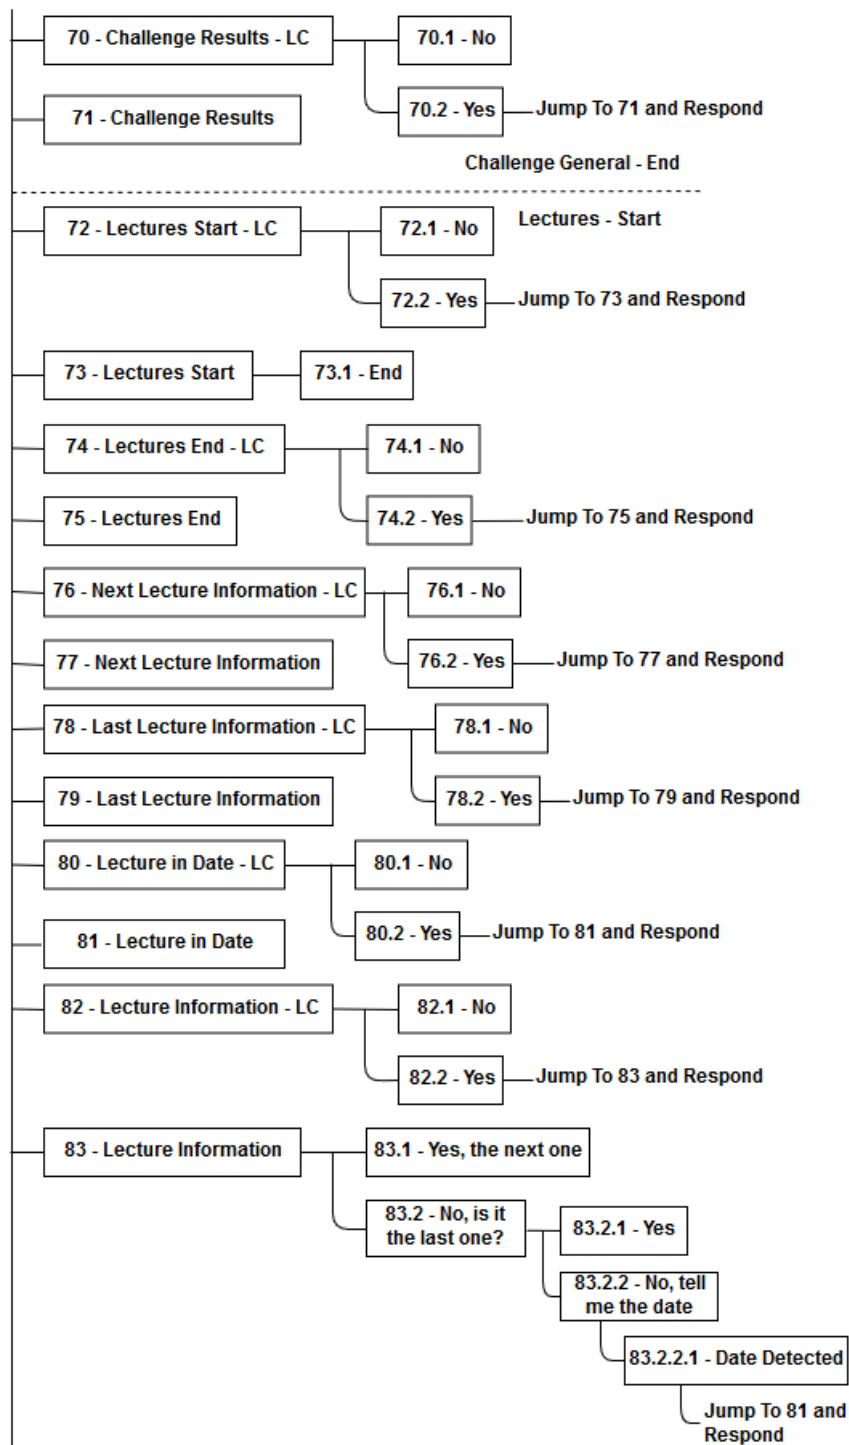 70 - Challenge Results - LC
70.1 - No
70.2 - Yes
Jump To 71 and Respond
71 - Challenge Results
Challenge General - End
72 - Lectures Start - LC
72.1 - No
Lectures - Start
72.2 - Yes
Jump To 73 and Respond
73 - Lectures Start
73.1 - End
74 - Lectures End - LC
74.1 - No
74.2 - Yes
Jump To 75 and Respond
75 - Lectures End
76 - Next Lecture Information - LC
76.1 - No
76.2 - Yes
Jump To 77 and Respond
77 - Next Lecture Information
78 - Last Lecture Information - LC
78.1 - No
78.2 - Yes
Jump To 79 and Respond
79 - Last Lecture Information
80 - Lecture in Date - LC
80.1 - No
80.2 - Yes
Jump To 81 and Respond
81 - Lecture in Date
82 - Lecture Information - LC
82.1 - No
82.2 - Yes
Jump To 83 and Respond
83 - Lecture Information
83.1 - Yes, the next one
83.2 - No, is it
the last one?
83.2.1 - Yes
83.2.2 - No, tell
me the date
83.2.2.1 - Date Detected
Jump To 81 and
Respond